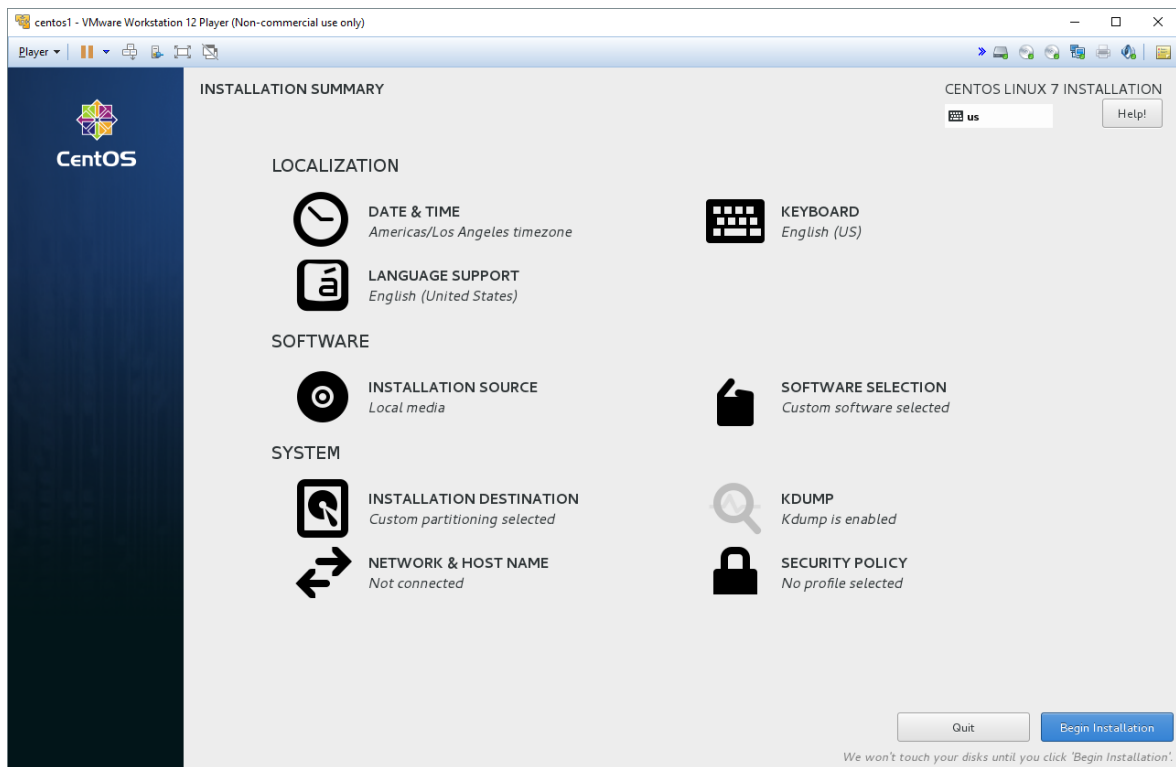 centos1 - VMware Workstation 12 Player (Non-commercial use only)
Player
INSTALLATION SUMMARY
CENTOS LINUX 7 INSTALLATION
us
Help!
CentOS
LOCALIZATION
DATE & TIME
Americas/Los Angeles timezone
KEYBOARD
English (US)
á
LANGUAGE SUPPORT
English (United States)
SOFTWARE
INSTALLATION SOURCE
Local media
SOFTWARE SELECTION
Custom software selected
SYSTEM
INSTALLATION DESTINATION
Custom partitioning selected
KDUMP
Kdump is enabled
NETWORK & HOST NAME
Not connected
SECURITY POLICY
No profile selected
Quit
Begin Installation
We won't touch your disks until you click 'Begin Installation'.